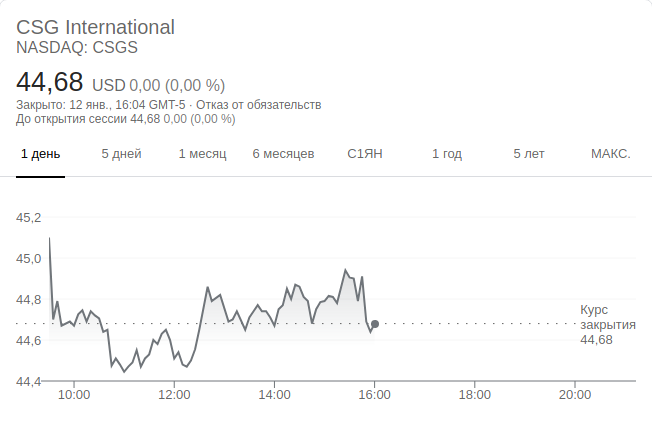 CSG International
NASDAQ: CSGS
44,68 USD 0,00 (0,00 %)
Закрыто: 12 янв., 16:04 GMT-5 · Отказ от обязательств
До открытия сессии 44,68 0,00 (0,00 %)
1 день 5 дней 1 месяц 6 месяцев С1ЯН 1 год 5 лет МАКС.
45,2
45,0
44,8
Курс
закрытия
44,6
44,68
44,4
10:00 12:00 14:00 16:00 18:00 20:00